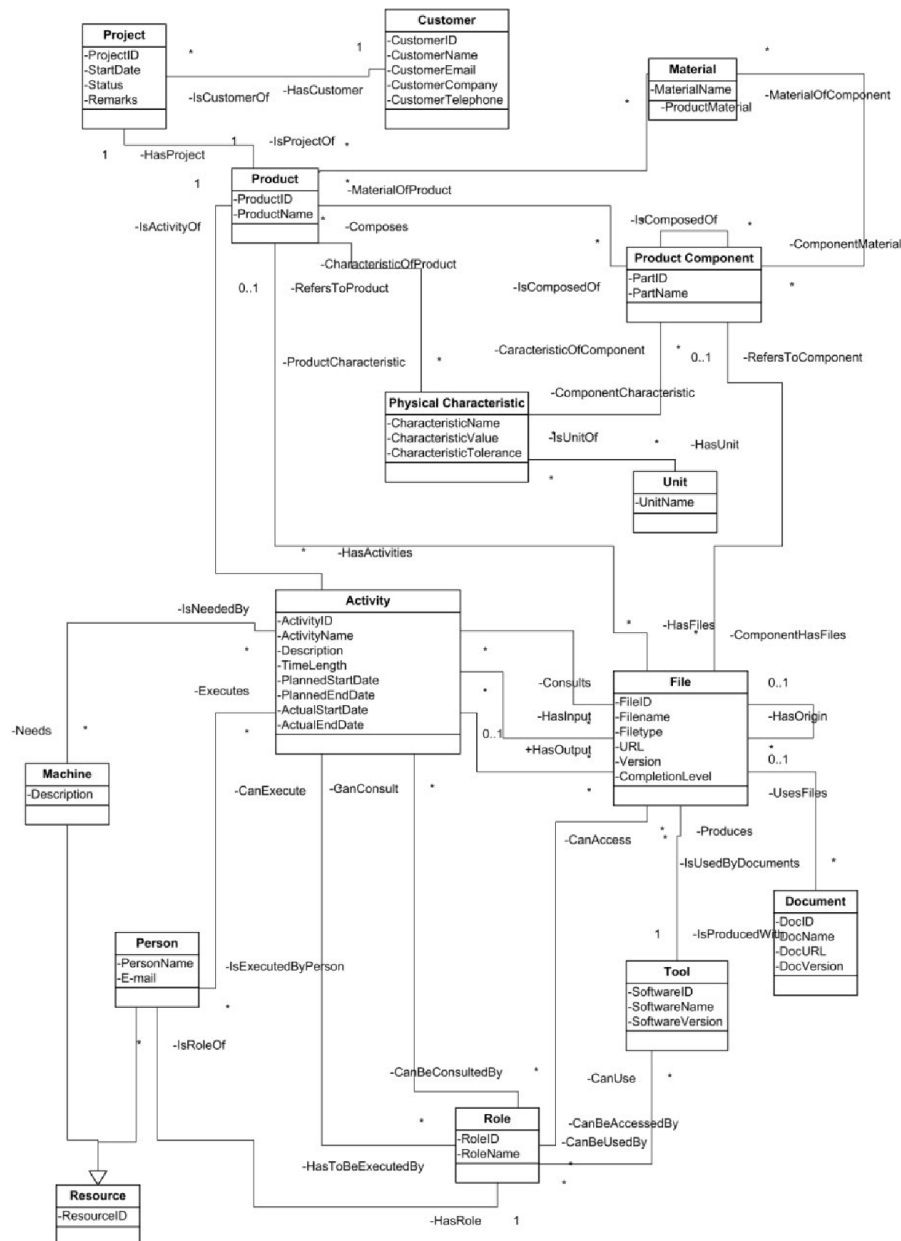 Project
-ProjectID
-StartDate
-Status
-Remarks
*
1
-IsCustomerOf
-HasCustomer
Customer
-CustomerID
-CustomerName
-CustomerEmail
-CustomerCompany
-CustomerTelephone
Material
-MaterialName
*
*
-ProductMaterial
-MaterialOfComponent
1
-HasProject
1
-IsProjectOf
*
1
Product
-ProductID
-ProductName
*
-MaterialOfProduct
-IsActivityOf
*
-Composes
-CharacteristicOfProduct
0..1
-RefersToProduct
*
-IsComposedOf
-IsComposedOf
*
*
Product Component
-PartID
-PartName
-ComponentMaterial
*
-CaracteristicOfComponent
*
0..1
-RefersToComponent
-ProductCharacteristic
*
Physical Characteristic
-CharacteristicName
-CharacteristicValue
-CharacteristicTolerance
-ComponentCharacteristic
*
-IsUnitOf
*
-HasUnit
*
Unit
-UnitName
*
-HasActivities
*
-HasFiles
*
-ComponentHasFiles
Activity
-ActivityID
-ActivityName
-Description
-TimeLength
-PlannedStartDate
-PlannedEndDate
-ActualStartDate
-ActualEndDate
-IsNeededBy
*
-Executes
*
-Needs
*
*
-Consults
*
-HasInput
*
0..1
+HasOutput
*
*
File
-FileID
-Filename
-Filetype
-URL
-Version
-CompletionLevel
0..1
-HasOrigin
*
0..1
-UsesFiles
*
Machine
-Description
-CanExecute
*
-CanConsult
*
-CanAccess
*
*
-Produces
-IsUsedByDocuments
Document
-DocID
-DocName
-DocURL
-DocVersion
1
-IsProducedWith
Person
-PersonName
-E-mail
-IsExecutedByPerson
*
*
-IsRoleOf
Tool
-SoftwareID
-SoftwareName
-SoftwareVersion
-CanBeConsultedBy
*
-CanUse
*
*
Role
-RoleID
-RoleName
-CanBeAccessedBy
-CanBeUsedBy
-HasToBeExecutedBy
*
*
Resource
-ResourceID
-HasRole
1